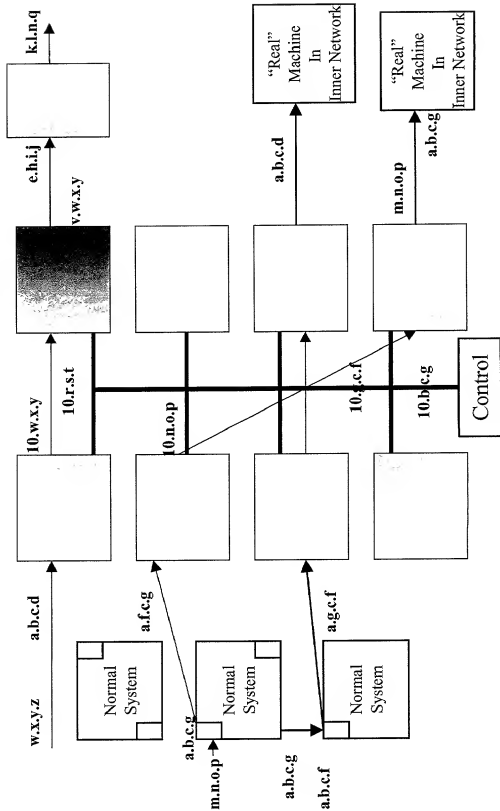 w.x.y.z
a.b.c.d
10.w.x.y
10.r.s.t
e.h.i.j
v.w.x.y
k.l.n.q
Normal
System
a.f.c.g
10.n.o.p
a.b.c.g
m.n.o.p
Normal
System
a.b.c.g
a.b.c.f
Normal
System
a.g.c.f
10.g.c.f
10.b.c.g
a.b.c.d
“Real”
Machine
In
Inner Network
m.n.o.p
a.b.c.g
“Real”
Machine
In
Inner Network
Control